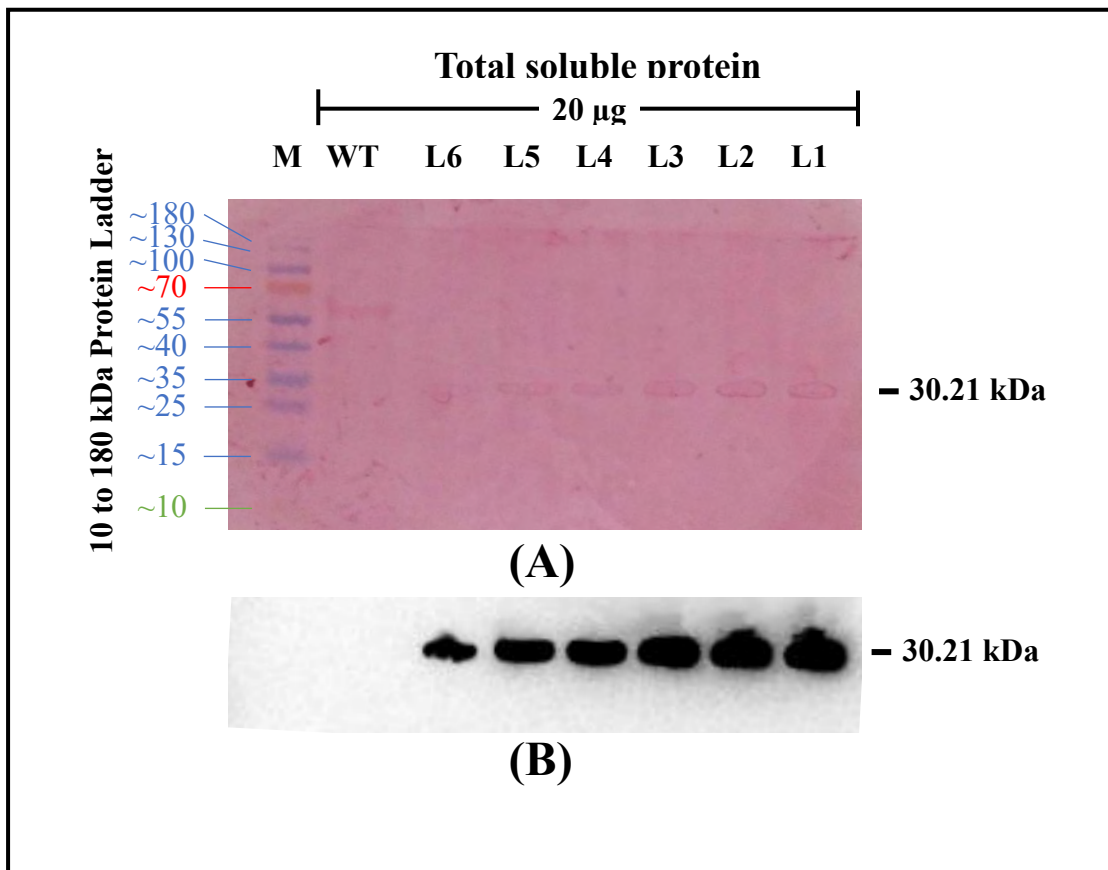 Total soluble protein
20 µg
M WT L6 L5 L4 L3 L2 L1
10 to 180 kDa Protein Ladder
~180
~130
~100
~70
~55
~40
~35
~25
~15
~10
30.21 kDa
(A)
30.21 kDa
(B)